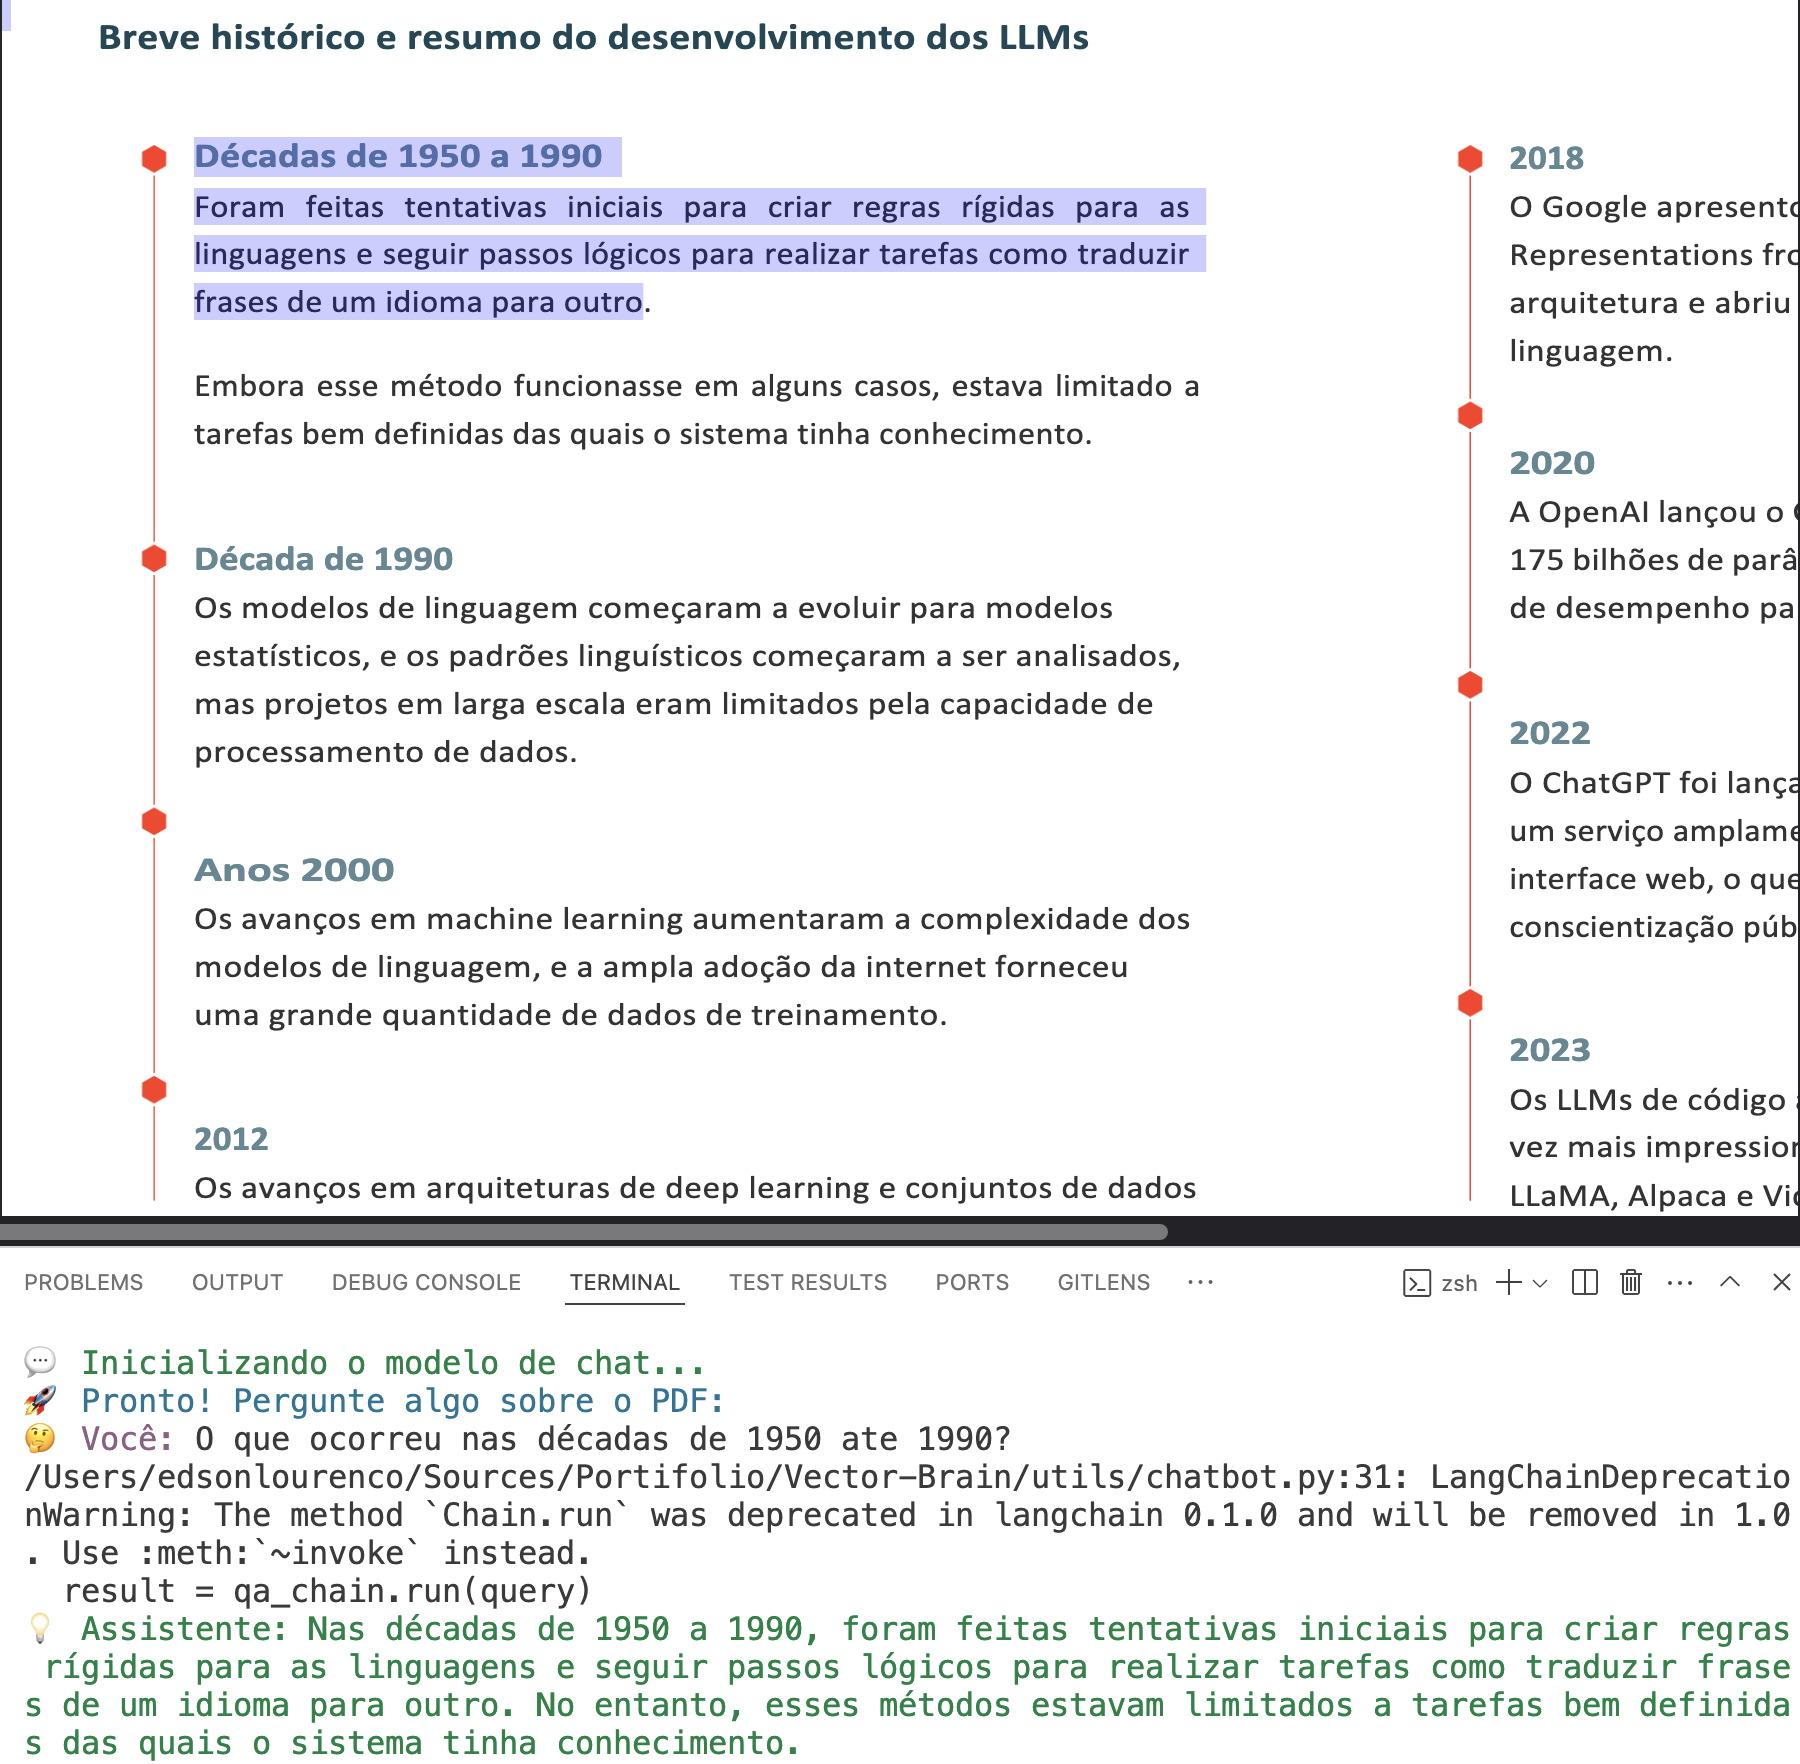 Breve histórico e resumo do desenvolvimento dos LLMs
Décadas de 1950 a 1990
Foram feitas tentativas iniciais para criar regras rígidas para as
linguagens e seguir passos lógicos para realizar tarefas como traduzir
frases de um idioma para outro.
Embora esse método funcionasse em alguns casos, estava limitado a
tarefas bem definidas das quais o sistema tinha conhecimento.
Década de 1990
Os modelos de linguagem começaram a evoluir para modelos
estatísticos, e os padrões linguísticos começaram a ser analisados,
mas projetos em larga escala eram limitados pela capacidade de
processamento de dados.
Anos 2000
Os avanços em machine learning aumentaram a complexidade dos
modelos de linguagem, e a ampla adoção da internet forneceu
uma grande quantidade de dados de treinamento.
2012
Os avanços em arquiteturas de deep learning e conjuntos de dados
2018
O Google
Representations
arquitetura e abriu
linguagem.
2020
A OpenAI lançou o
175 bilhões de
de desempenho
2022
O ChatGPT foi
um serviço
interface web, o que
conscientização
2023
Os LLMs de código
vez mais
LLaMA, Alpaca e
PROBLEMS OUTPUT DEBUG CONSOLE TERMINAL TEST RESULTS PORTS GITLENS ··· zsh
Inicializando o modelo de chat...
Pronto! Pergunte algo sobre o PDF:
Você: O que ocorreu nas décadas de 1950 ate 1990?
/Users/edsonlourenco/Sources/Portifolio/Vector-Brain/utils/chatbot.py:31: LangChainDeprecatio
nWarning: The method `Chain.run` was deprecated in langchain 0.1.0 and will be removed in 1.0
. Use :meth:`~invoke` instead.
result = qa_chain.run(query)
Assistente: Nas décadas de 1950 a 1990, foram feitas tentativas iniciais para criar regras
rígidas para as linguagens e seguir passos lógicos para realizar tarefas como traduzir frase
s de um idioma para outro. No entanto, esses métodos estavam limitados a tarefas bem definida
s das quais o sistema tinha conhecimento.